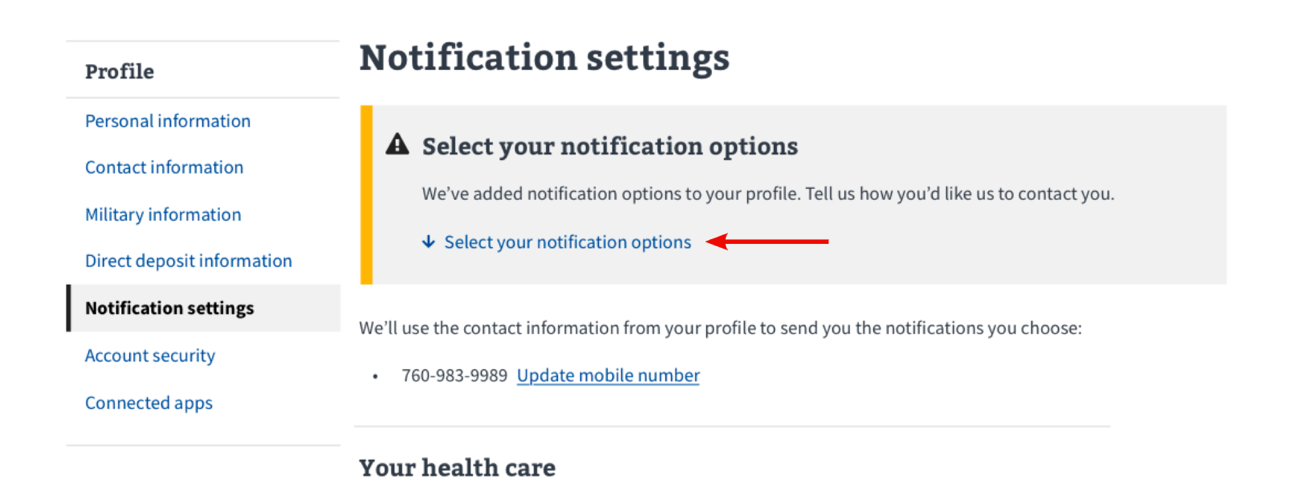 Profile
Personal information
Contact information
Military information
Direct deposit information
Notification settings
Account security
Connected apps
Notification settings
Select your notification options
We’ve added notification options to your profile. Tell us how you’d like us to contact you.
Select your notification options
We’ll use the contact information from your profile to send you the notifications you choose:
• 760-983-9989 Update mobile number
Your health care